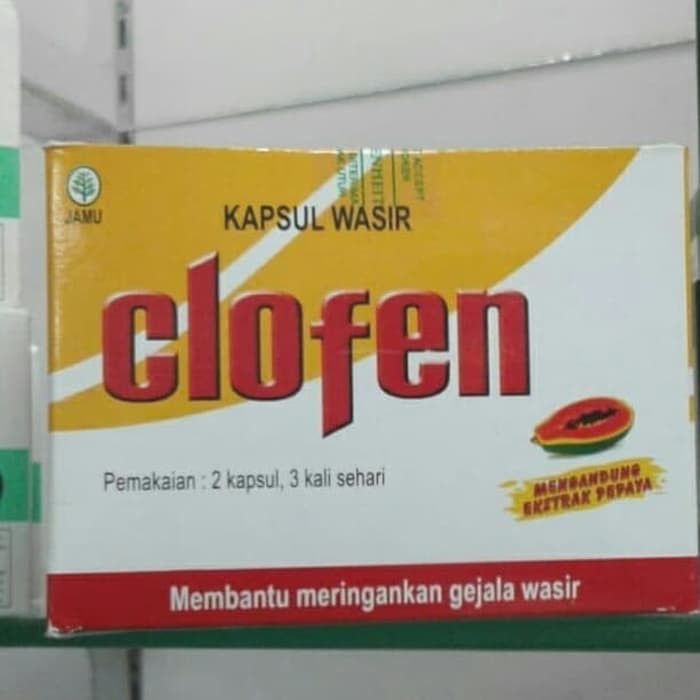 JAMU
KAPSUL WASIR
clofen
Pemakaian : 2 kapsul, 3 kali sehari
MENGANDUNG
EKSTRAK PEPAYA
Membantu meringankan gejala wasir